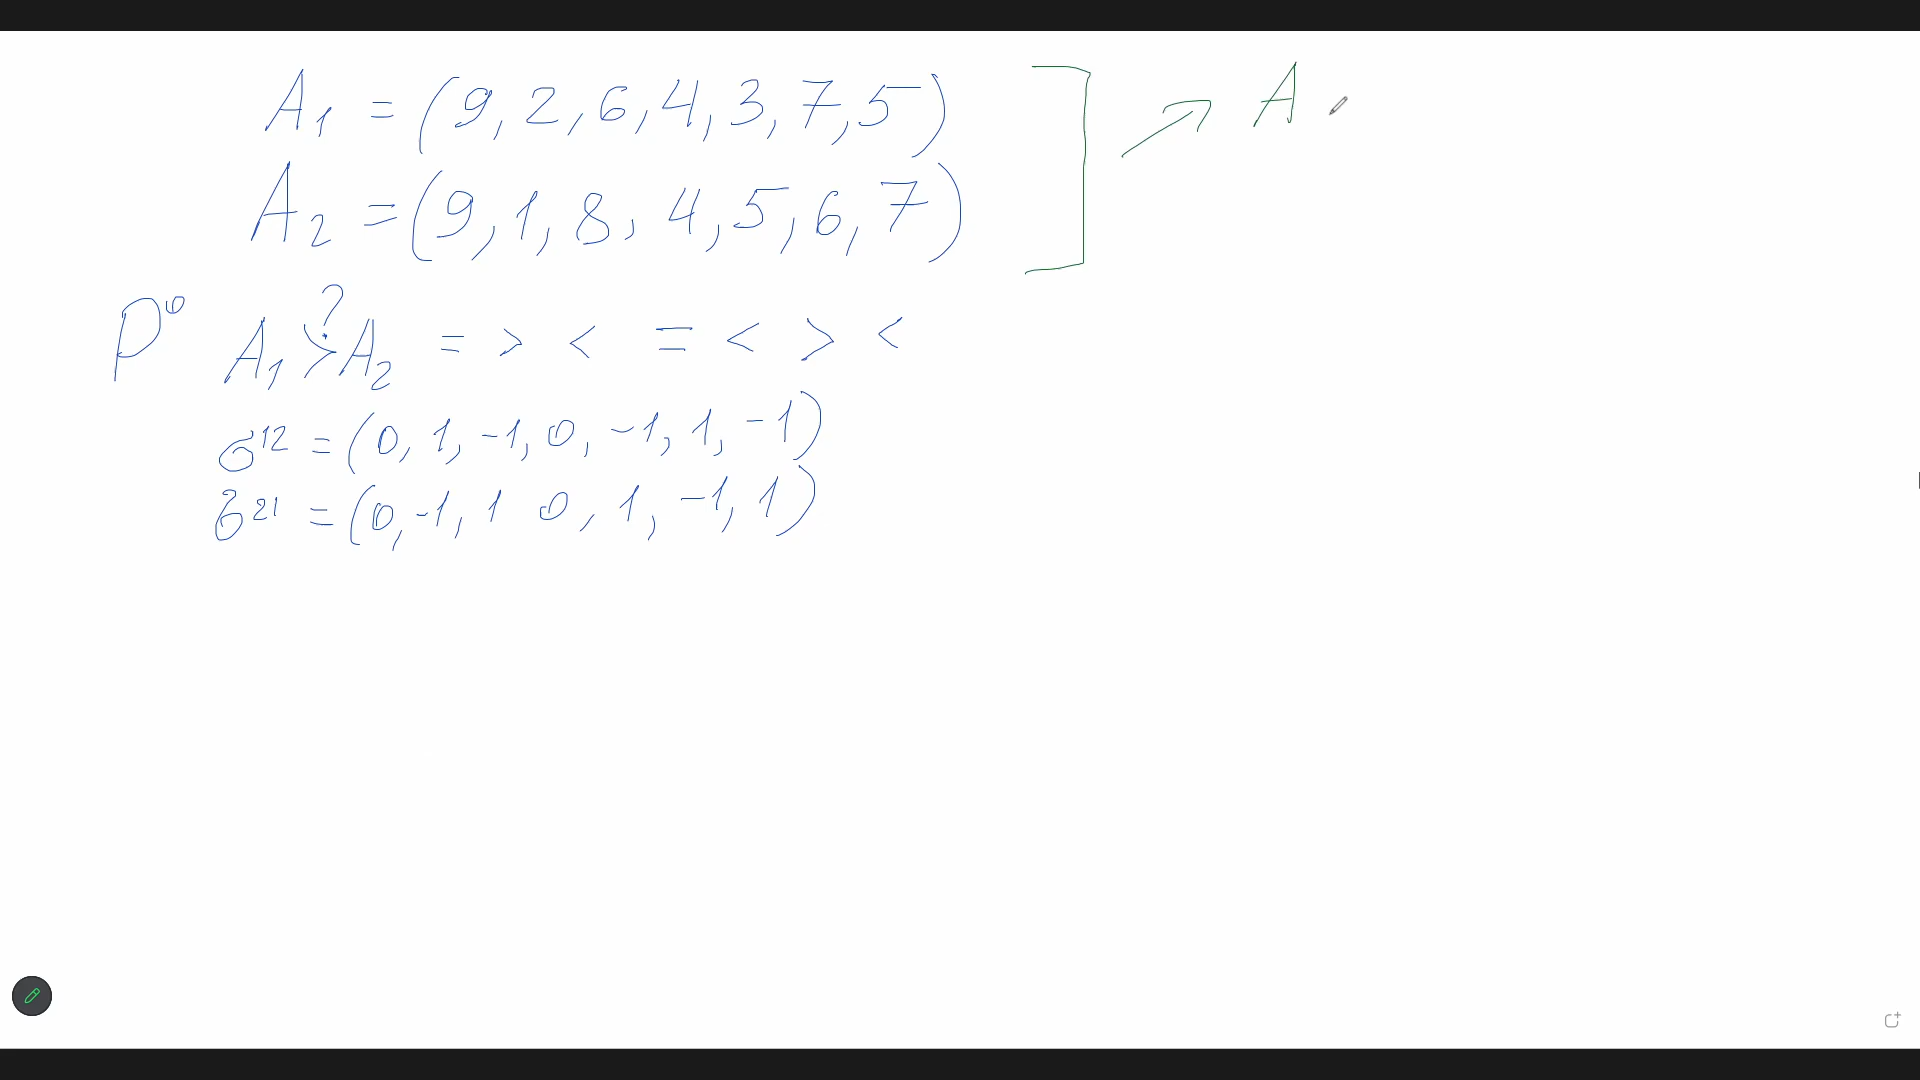 A₁ = (9, 2, 6, 4, 3, 7, 5) ] → A
A₂ = (9, 1, 8, 4, 5, 6, 7)
P⁰ A₁ ≻? A₂ = > < = < > <
σ¹² = (0, 1, -1, 0, -1, 1, -1)
σ²¹ = (0, -1, 1 0, 1, -1, 1)